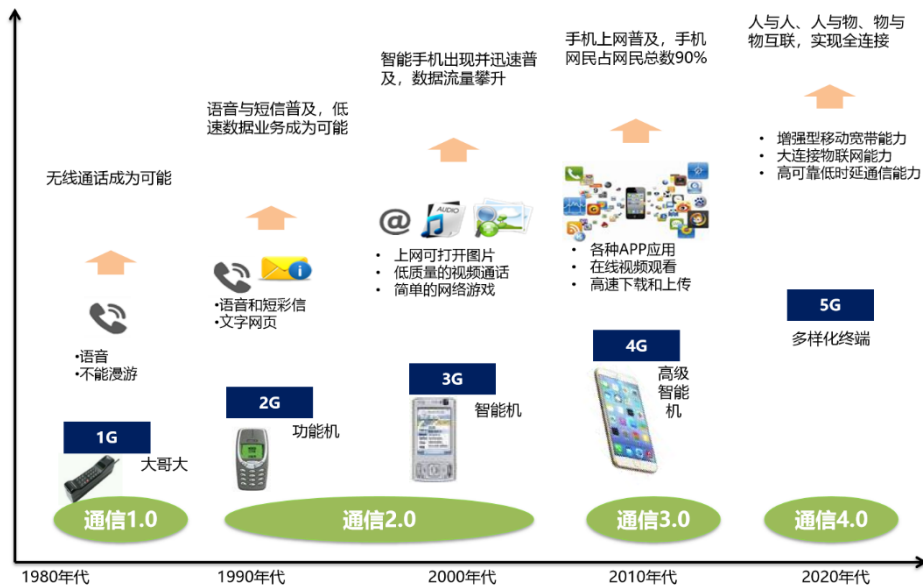 无线通话成为可能
•语音
•不能漫游
1G
大哥大
通信1.0
1980年代
语音与短信普及，低
速数据业务成为可能
•语音和短彩信
•文字网页
2G
功能机
通信2.0
1990年代
智能手机出现并迅速普
及，数据流量攀升
@
AUDIO
• 上网可打开图片
• 低质量的视频通话
• 简单的网络游戏
3G
智能机
2000年代
手机上网普及，手机
网民占网民总数90%
• 各种APP应用
• 在线视频观看
• 高速下载和上传
4G
高级
智能
机
通信3.0
2010年代
人与人、人与物、物与
物互联，实现全连接
• 增强型移动宽带能力
• 大连接物联网能力
• 高可靠低时延通信能力
5G
多样化终端
通信4.0
2020年代